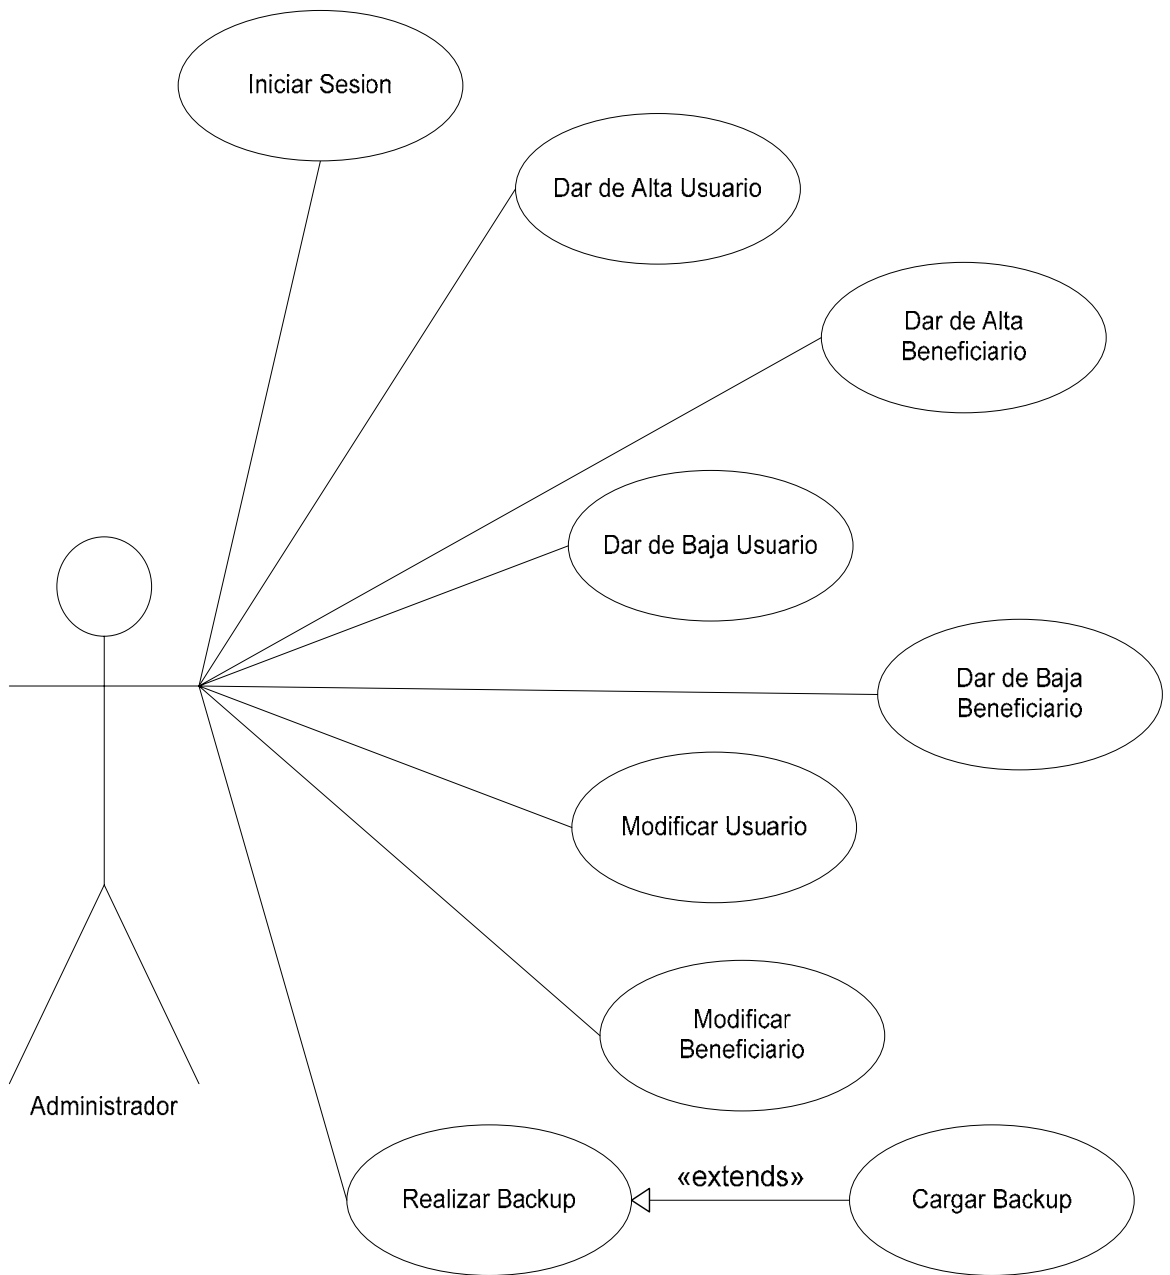 Iniciar Sesion
Dar de Alta Usuario
Dar de Alta
Beneficiario
Dar de Baja Usuario
Dar de Baja
Beneficiario
Modificar Usuario
Modificar
Beneficiario
Administrador
«extends»
Realizar Backup
Cargar Backup